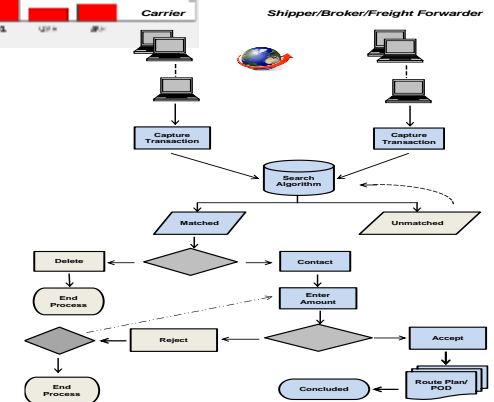 Carrier
Shipper/Broker/Freight Forwarder
Capture
Transaction
Capture
Transaction
Search
Algorithm
Matched
Unmatched
Delete
Contact
End
Process
Enter
Amount
Reject
Accept
End
Process
Concluded
Route Plan/
POD